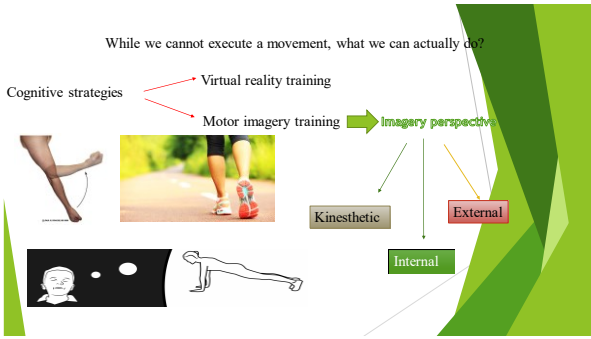 While we cannot execute a movement, what we can actually do?
Cognitive strategies
Virtual reality training
Motor imagery training
Imagery perspective
Kinesthetic
External
Internal